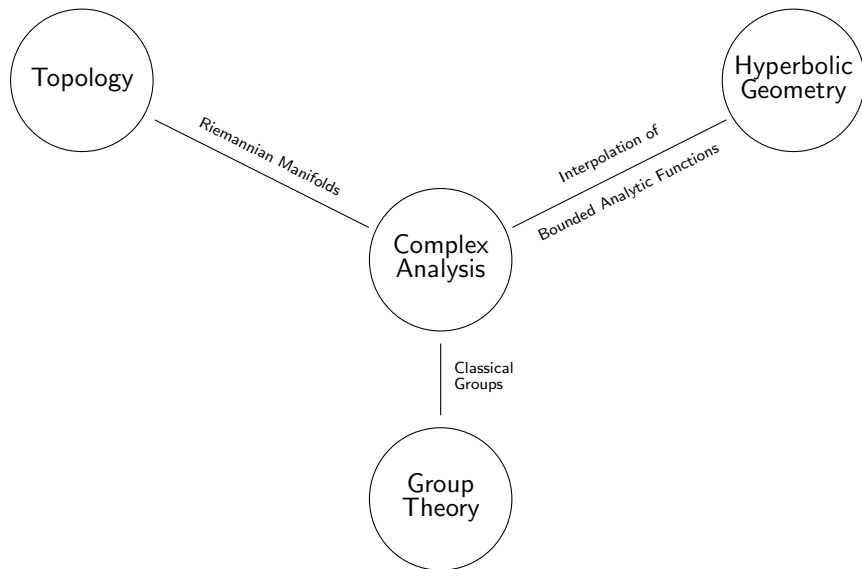 Topology
Hyperbolic
Geometry
Riemannian Manifolds
Interpolation of
Bounded Analytic Functions
Complex
Analysis
Classical
Groups
Group
Theory